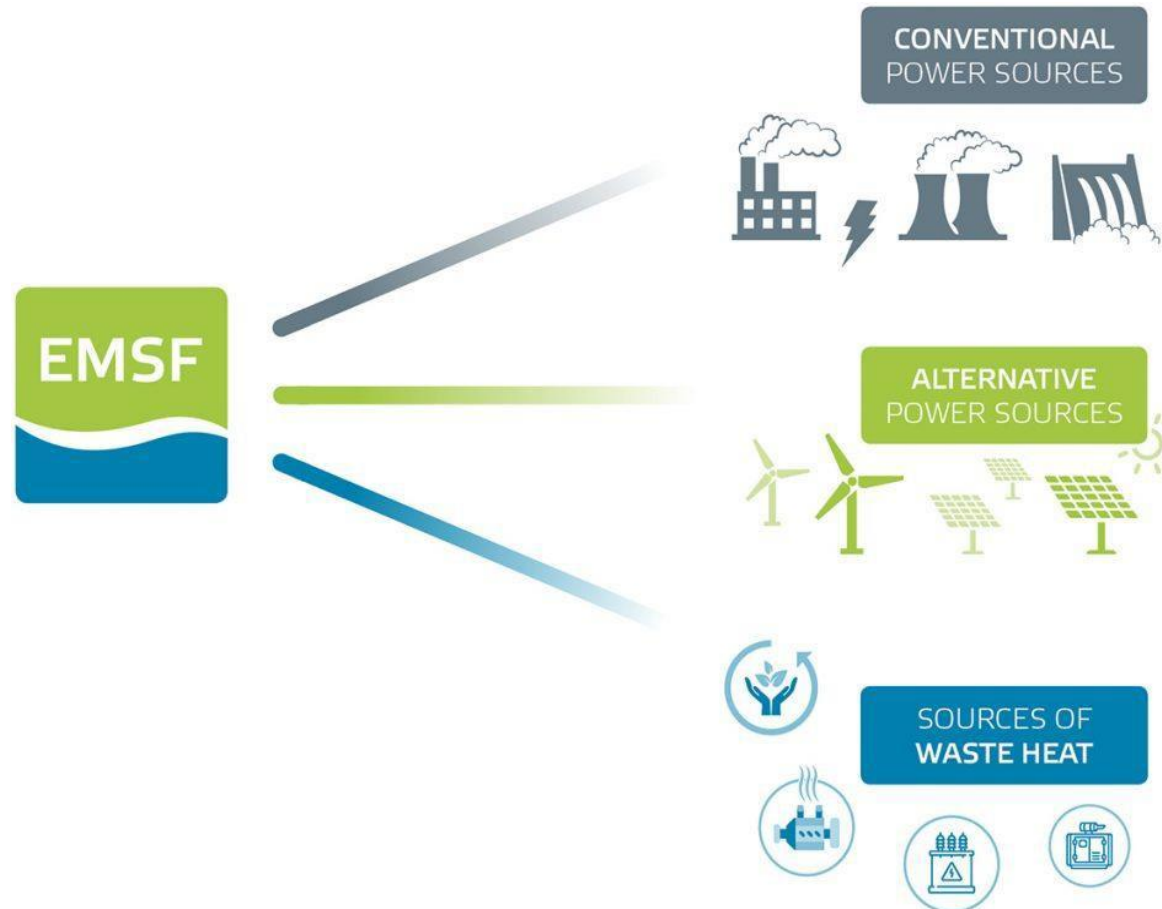 CONVENTIONAL
POWER SOURCES
EMSF
ALTERNATIVE
POWER SOURCES
SOURCES OF
WASTE HEAT